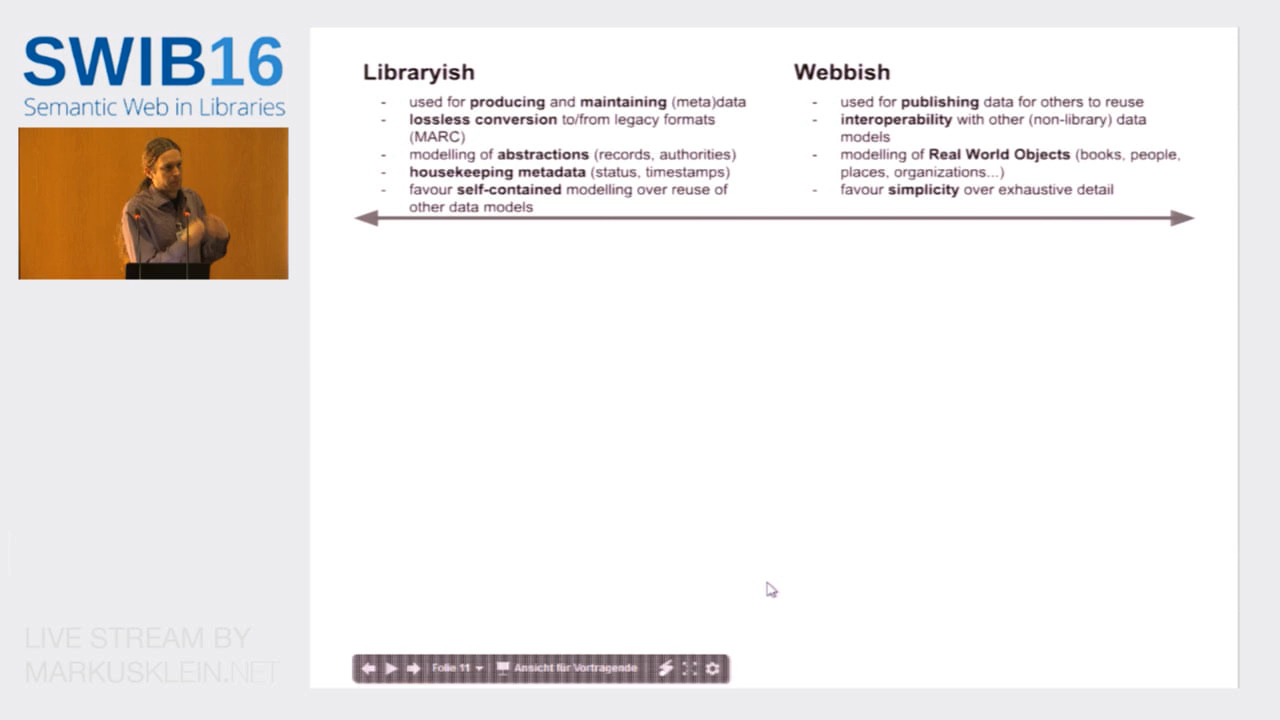 SWIB16
Semantic Web in Libraries
Libraryish
- used for producing and maintaining (meta)data
- lossless conversion to/from legacy formats
(MARC)
- modelling of abstractions (records, authorities)
- housekeeping metadata (status, timestamps)
- favour self-contained modelling over reuse of
other data models
Webbish
- used for publishing data for others to reuse
- interoperability with other (non-library) data
models
- modelling of Real World Objects (books, people,
places, organizations...)
- favour simplicity over exhaustive detail
Folie 11
Ansicht für Vortragende
LIVE STREAM BY
MARKUSKLEIN.NET